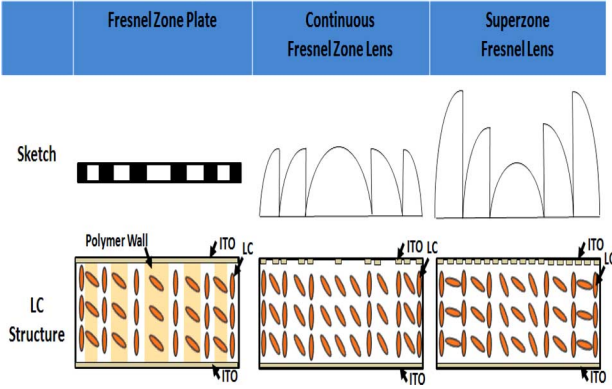 Fresnel Zone Plate
Continuous
Fresnel Zone Lens
Superzone
Fresnel Lens
Sketch
Polymer Wall
ITO
LC
ITO
LC
ITO
LC
LC
Structure
ITO
ITO
ITO